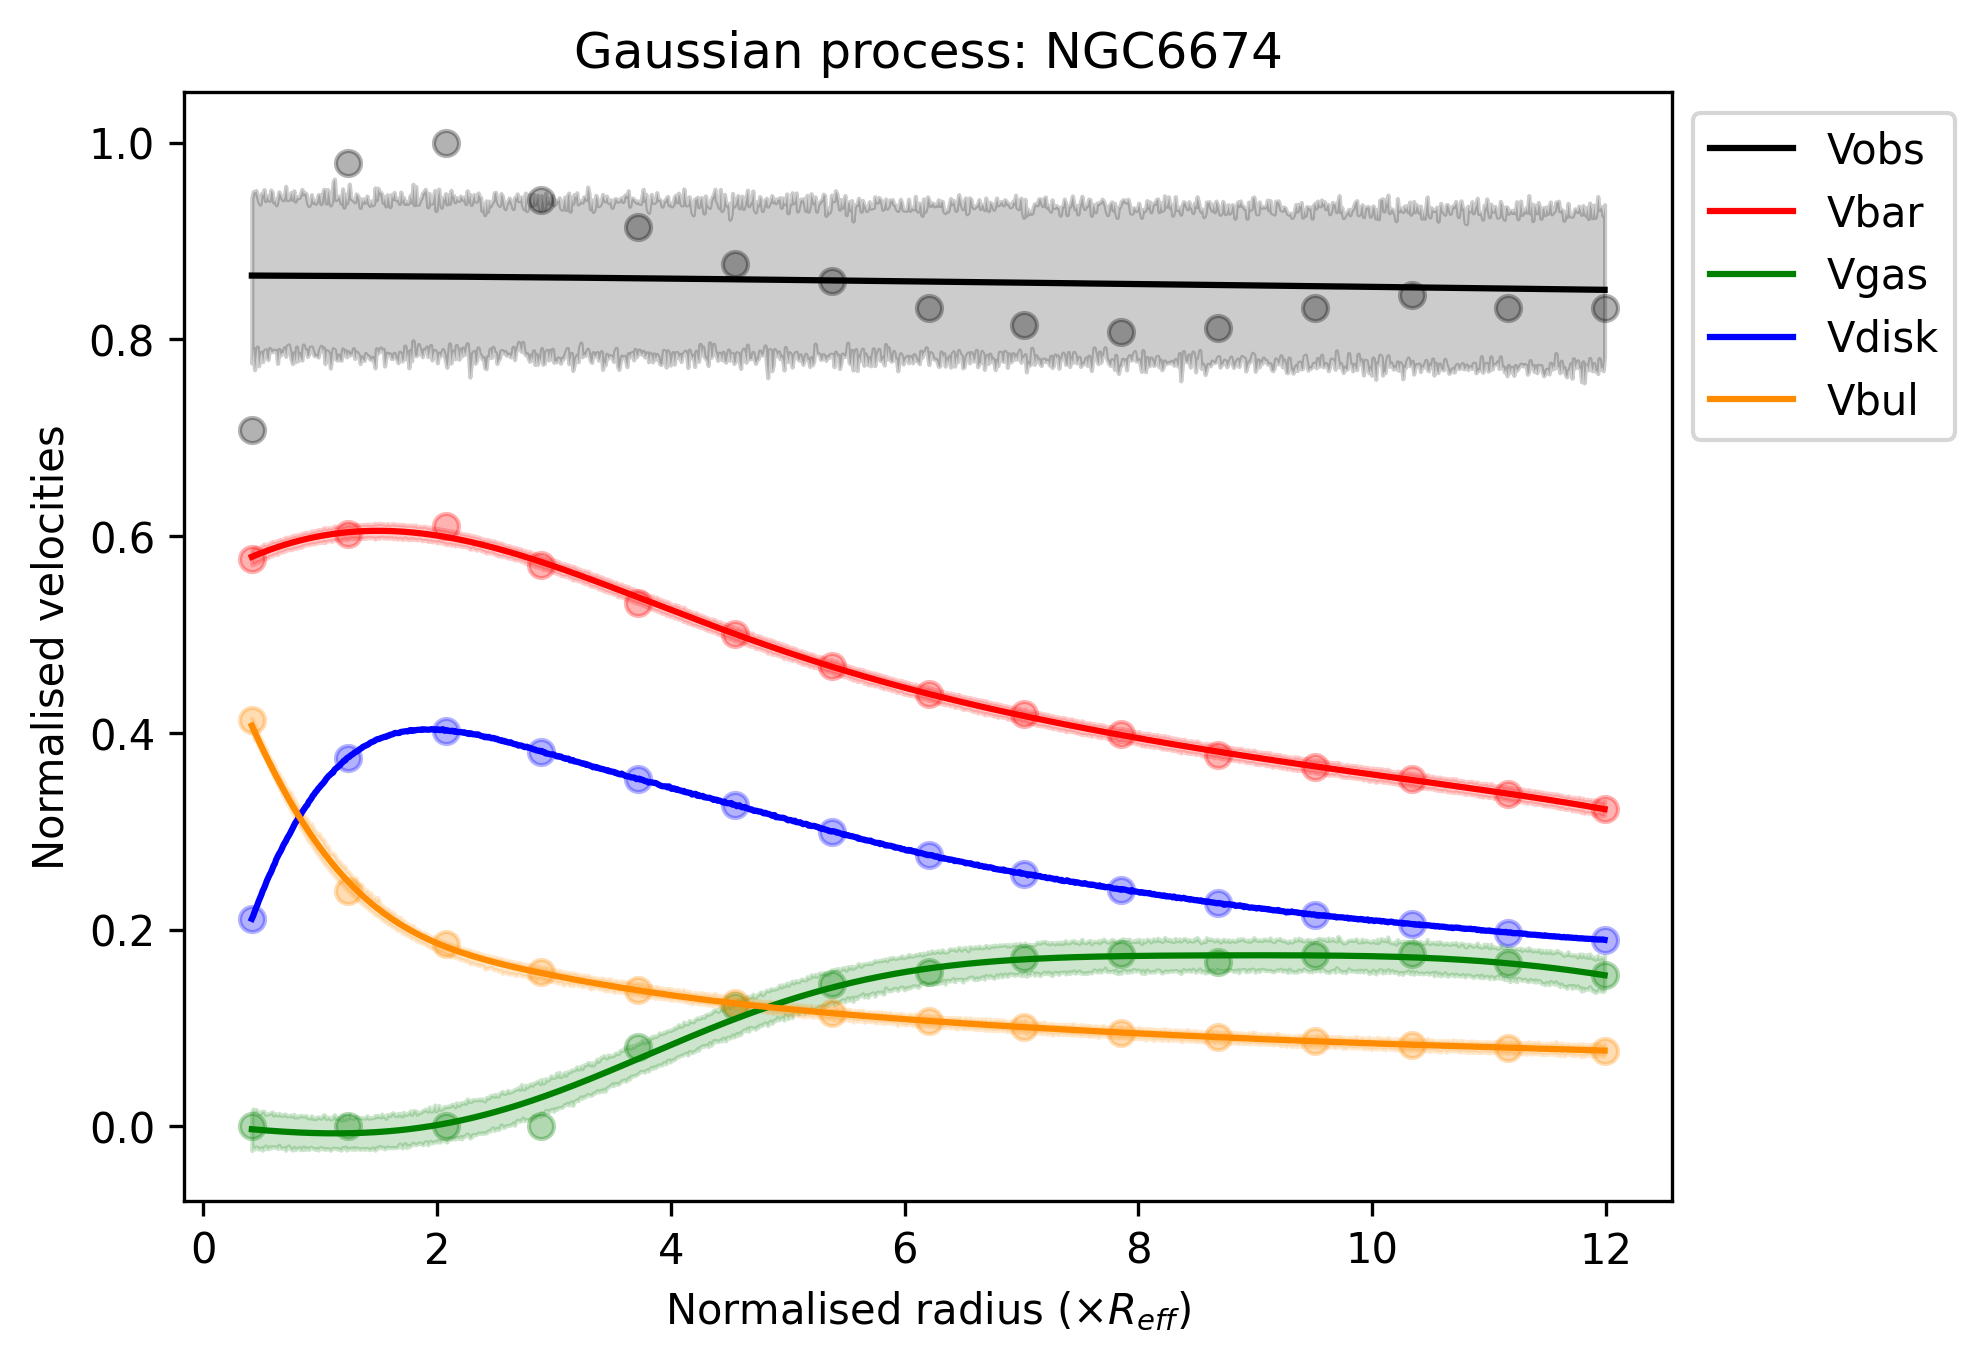 Gaussian process: NGC6674
Normalised velocities
1.0
0.8
0.6
0.4
0.2
0.0
0 2 4 6 8 10 12
Normalised radius (×R_eff)
Vobs
Vbar
Vgas
Vdisk
Vbul